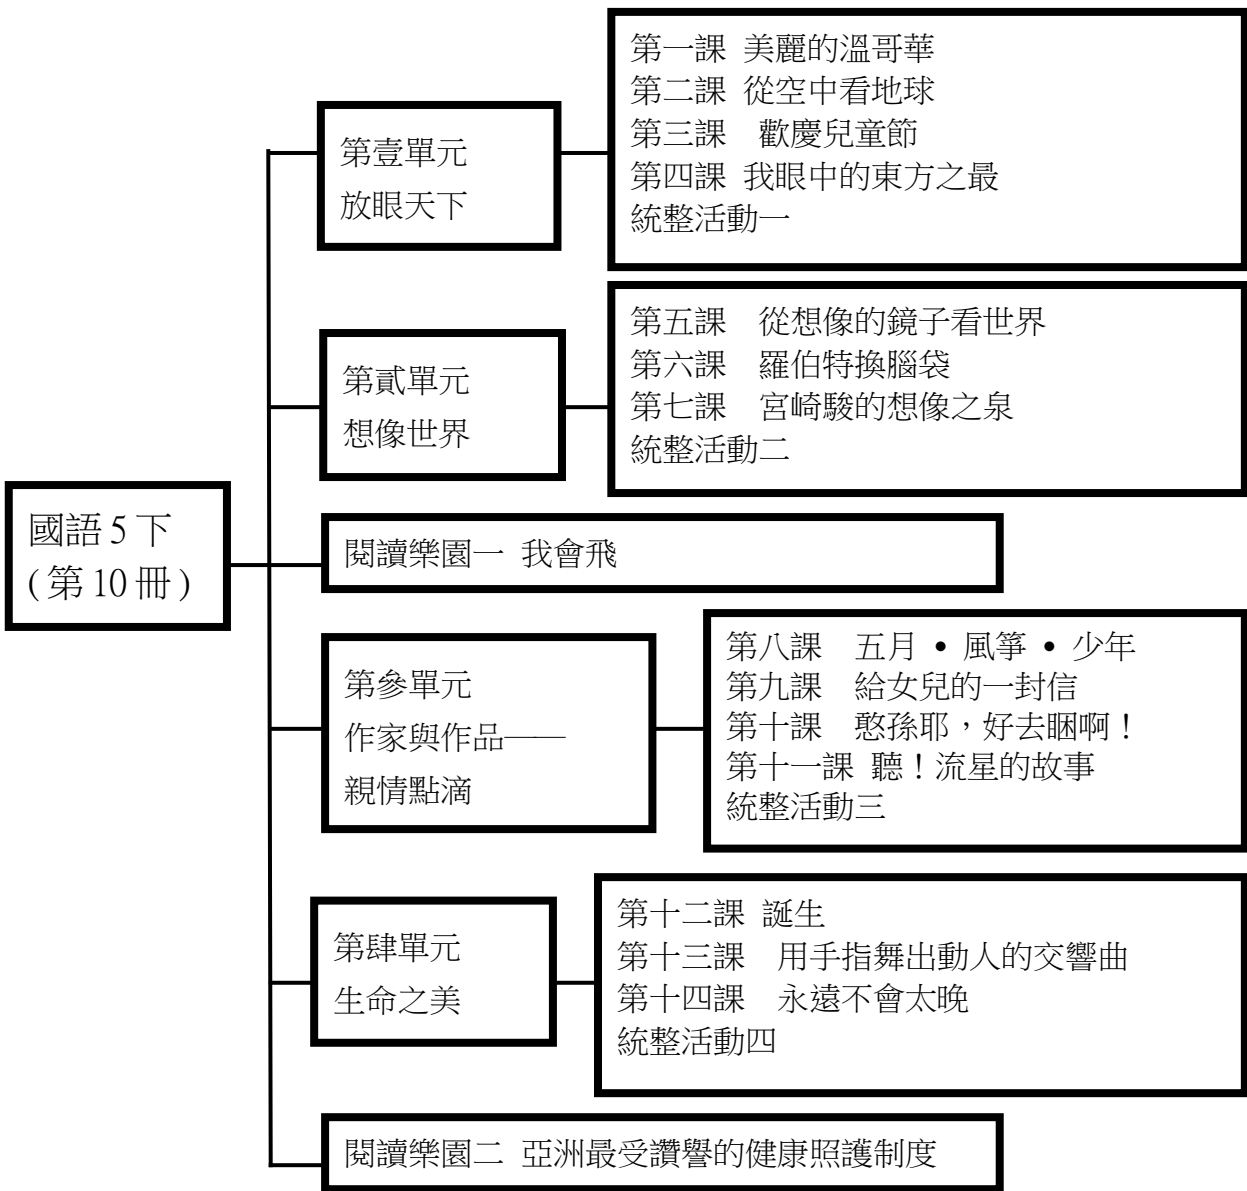 國語5下
(第10冊)
第壹單元
放眼天下
第一課 美麗的溫哥華
第二課 從空中看地球
第三課 歡慶兒童節
第四課 我眼中的東方之最
統整活動一
第貳單元
想像世界
第五課 從想像的鏡子看世界
第六課 羅伯特換腦袋
第七課 宮崎駿的想像之泉
統整活動二
閱讀樂園一 我會飛
第參單元
作家與作品——
親情點滴
第八課 五月•風箏•少年
第九課 給女兒的一封信
第十課 憨孫耶,好去睏啊!
第十一課 聽!流星的故事
統整活動三
第肆單元
生命之美
第十二課 誕生
第十三課 用手指舞出動人的交響曲
第十四課 永遠不會太晚
統整活動四
閱讀樂園二 亞洲最受讚譽的健康照護制度